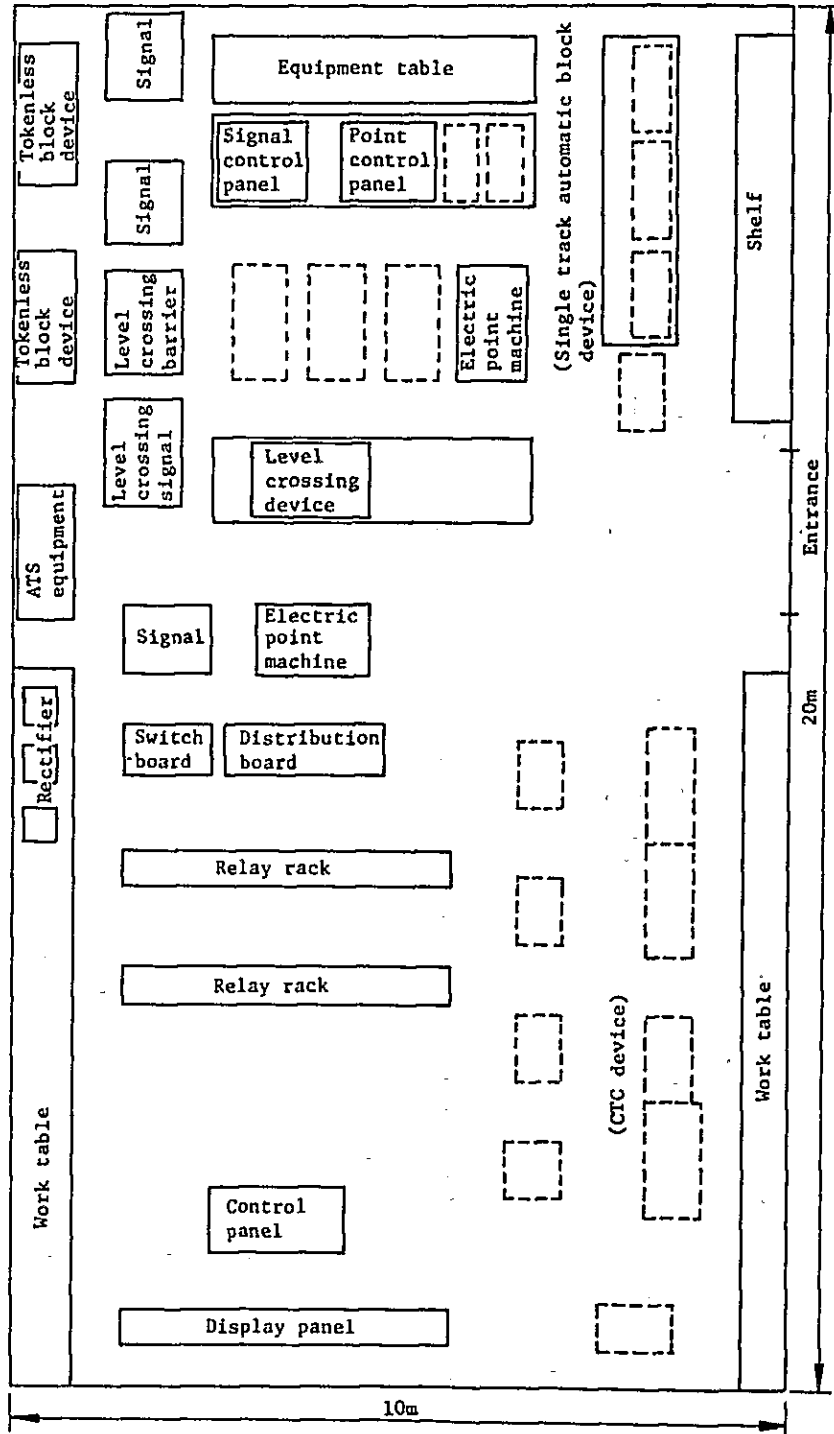 Tokenless
block
device
Signal
Equipment table
(Single track automatic block
device)
Signal
control
panel
Point
control
panel
Shelf
Signal
Tokenless
block
device
Level
crossing
barrier
Electric
point
machine
Level
crossing
signal
Level
crossing
device
ATS
equipment
Entrance
Signal
Electric
point
machine
20m
Rectifier
Switch
board
Distribution
board
Relay rack
Relay rack
(CTC device)
Work table
Work table
Control
panel
Display panel
10m